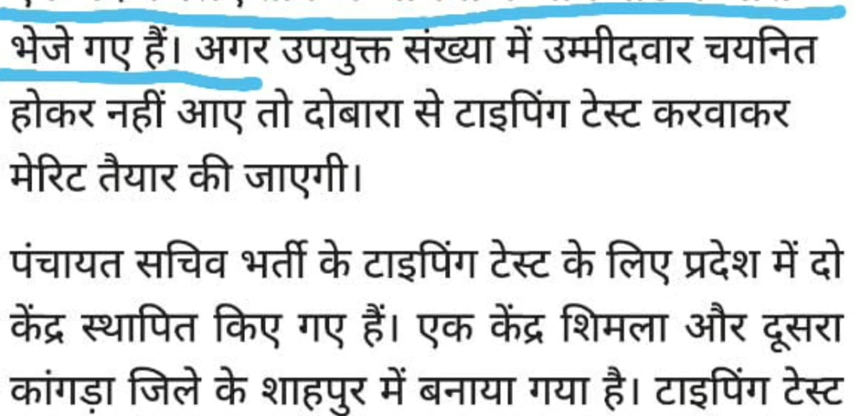 भेजे गए हैं। अगर उपयुक्त संख्या में उम्मीदवार चयनित
होकर नहीं आए तो दोबारा से टाइपिंग टेस्ट करवाकर
मेरिट तैयार की जाएगी।
पंचायत सचिव भर्ती के टाइपिंग टेस्ट के लिए प्रदेश में दो
केंद्र स्थापित किए गए हैं। एक केंद्र शिमला और दूसरा
कांगड़ा जिले के शाहपुर में बनाया गया है। टाइपिंग टेस्ट